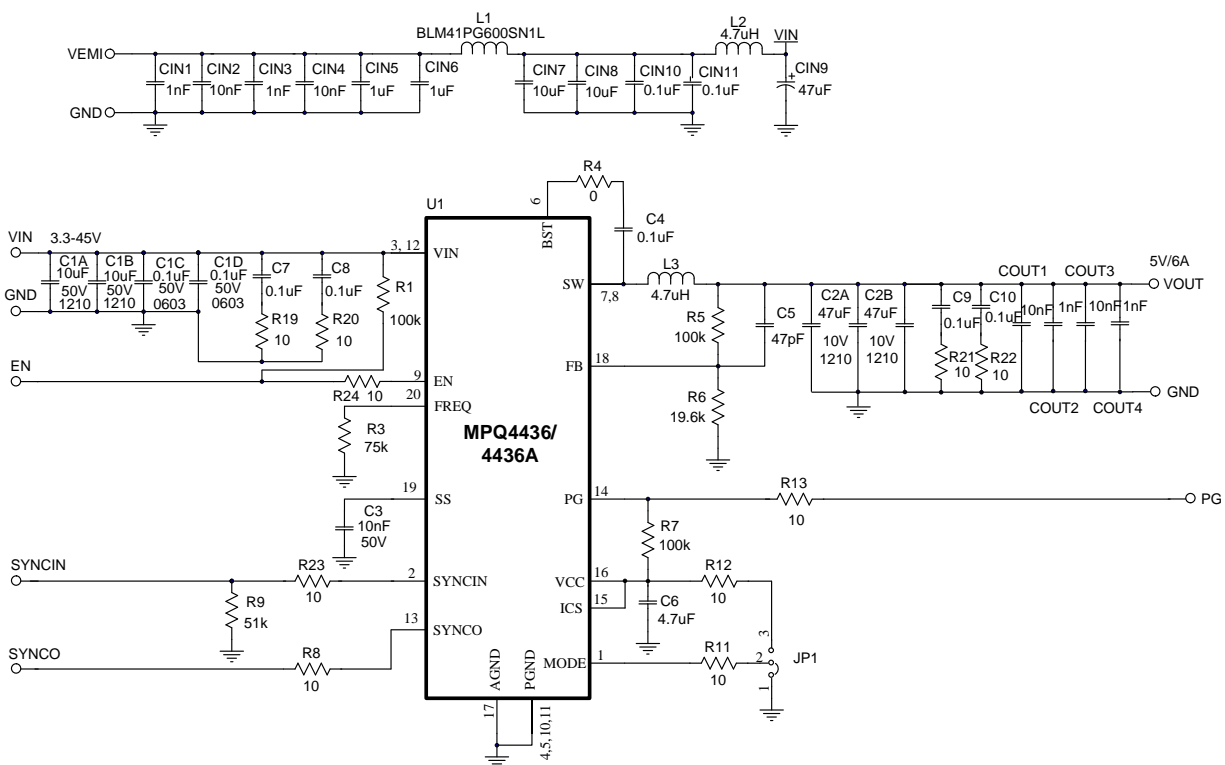 L1
BLM41PG600SN1L
L2
4.7uH
VIN
VEMI
CIN1
1nF
CIN2
10nF
CIN3
1nF
CIN4
10nF
CIN5
1uF
CIN6
1uF
CIN7
10uF
CIN8
10uF
CIN10
0.1uF
CIN11
0.1uF
CIN9
+
47uF
GND
R4
0
6
BST
C4
0.1uF
U1
VIN
3.3-45V
3, 12
VIN
C1A
10uF
50V
1210
C1B
10uF
50V
1210
C1C
0.1uF
50V
0603
C1D
0.1uF
50V
0603
C7
0.1uF
C8
0.1uF
R1
100k
R19
10
R20
10
GND
SW
7,8
L3
4.7uH
R5
100k
C5
47pF
C2A
47uF
10V
1210
C2B
47uF
10V
1210
C9
0.1uF
C10
0.1uF
R21
10
R22
10
COUT1
10nF
1nF
COUT3
10nF
1nF
COUT2
COUT4
5V/6A
VOUT
GND
EN
R24
10
9
EN
20
FREQ
R3
75k
18
FB
R6
19.6k
MPQ4436/
4436A
19
SS
C3
10nF
50V
PG
14
R13
10
PG
R7
100k
SYNCIN
R23
10
2
SYNCIN
R9
51k
VCC
16
ICS
15
R12
10
C6
4.7uF
13
SYNCO
SYNCO
R8
10
MODE
1
R11
10
3
2
1
JP1
AGND
PGND
17
4,5,10,11